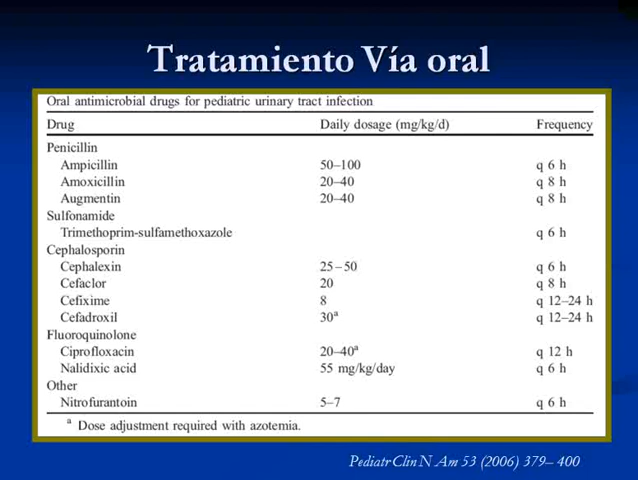 Tratamiento Vía oral
Oral antimicrobial drugs for pediatric urinary tract infection
Drug Daily dosage (mg/kg/d) Frequency
Penicillin
Ampicillin 50–100 q 6 h
Amoxicillin 20–40 q 8 h
Augmentin 20–40 q 8 h
Sulfonamide
Trimethoprim-sulfamethoxazole q 6 h
Cephalosporin
Cephalexin 25–50 q 6 h
Cefaclor 20 q 8 h
Cefixime 8 q 12–24 h
Cefadroxil 30ᵃ q 12–24 h
Fluoroquinolone
Ciprofloxacin 20–40ᵃ q 12 h
Nalidixic acid 55 mg/kg/day q 6 h
Other
Nitrofurantoin 5–7 q 6 h
ᵃ Dose adjustment required with azotemia.
Pediatr Clin N Am 53 (2006) 379– 400